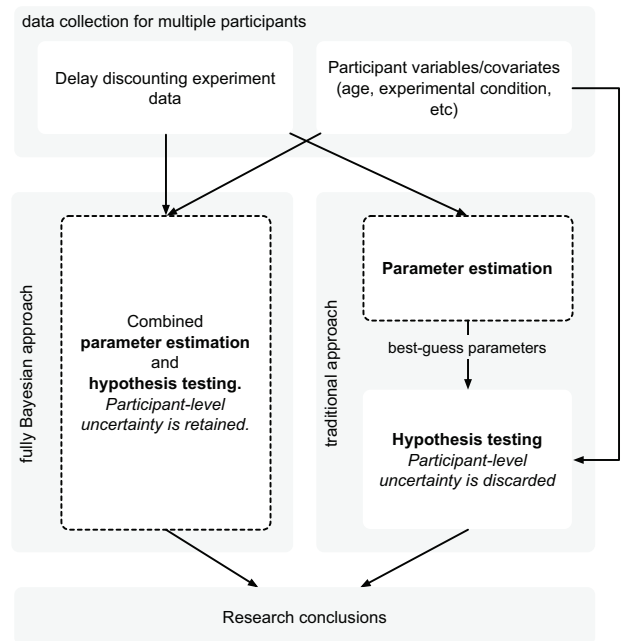 data collection for multiple participants
Delay discounting experiment
data
Participant variables/covariates
(age, experimental condition,
etc)
fully Bayesian approach
Combined
parameter estimation
and
hypothesis testing.
Participant-level
uncertainty is retained.
traditional approach
Parameter estimation
best-guess parameters
Hypothesis testing
Participant-level
uncertainty is discarded
Research conclusions